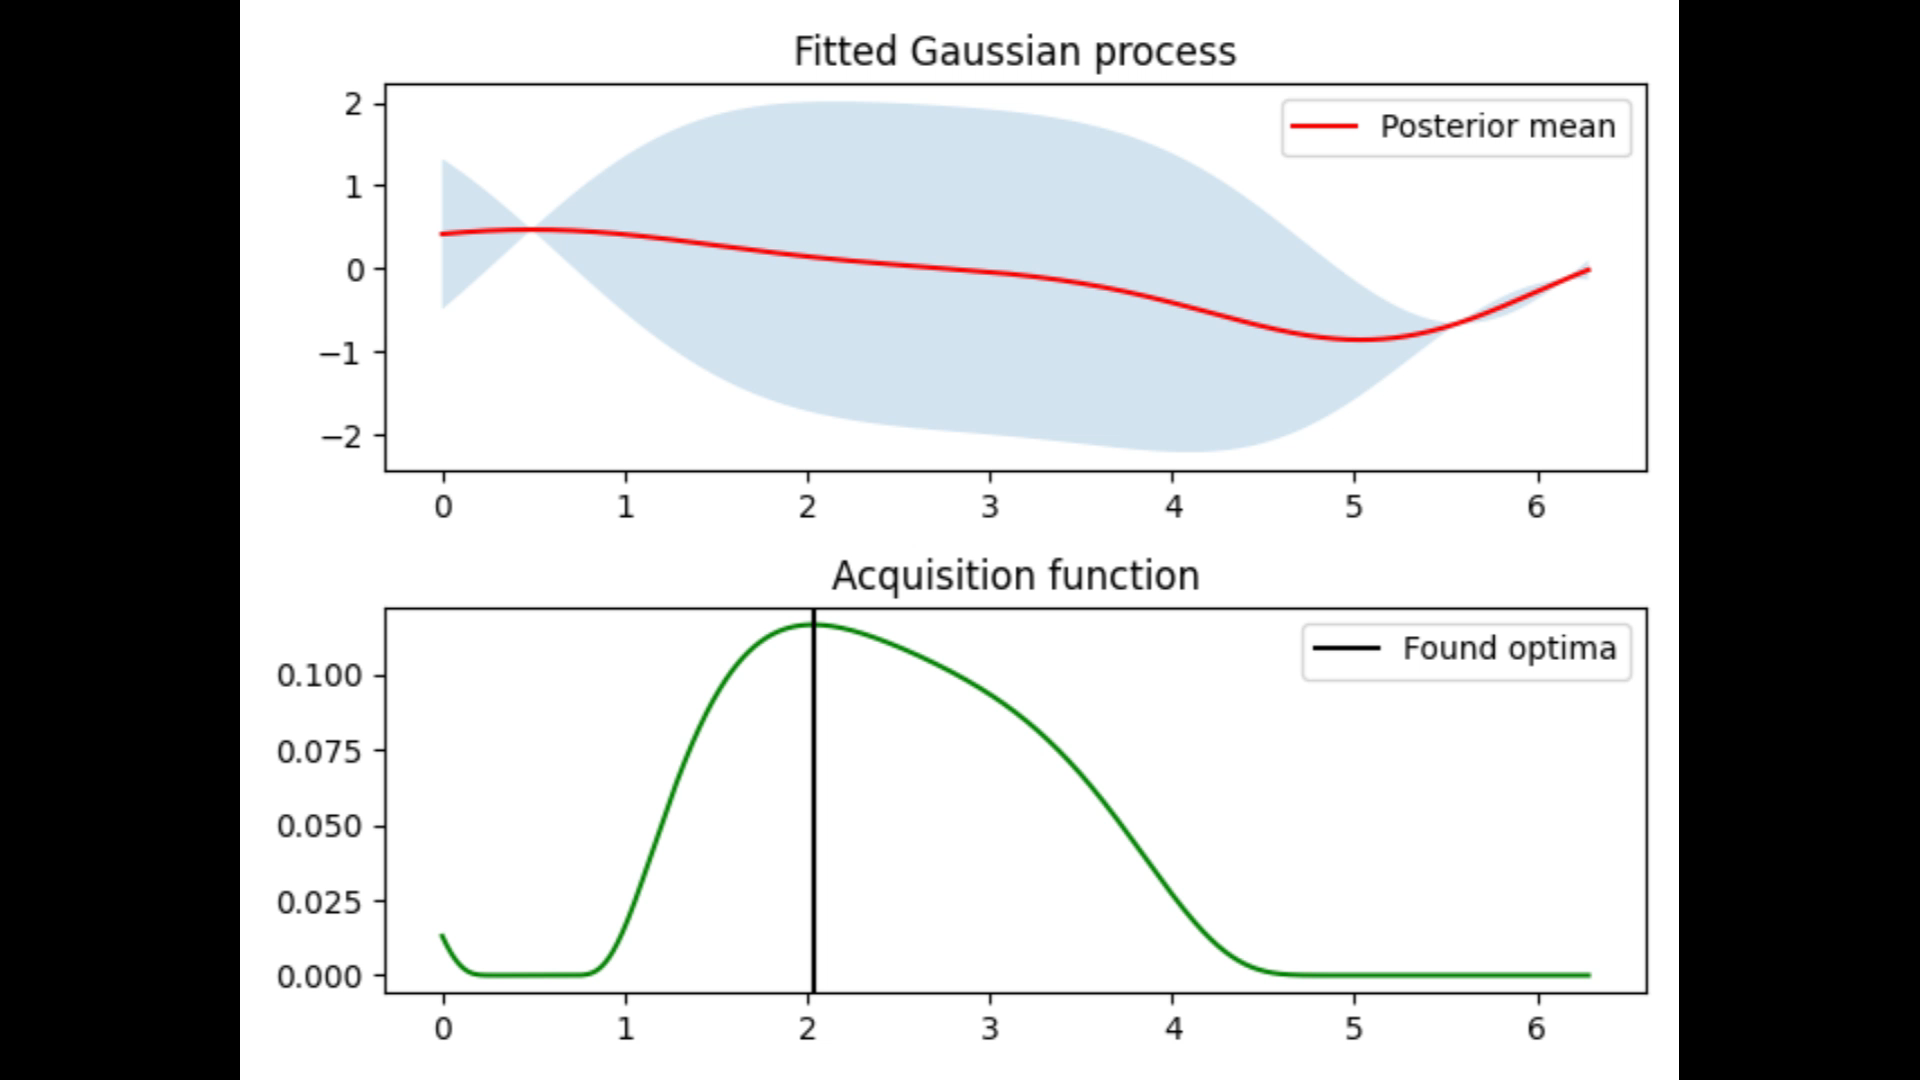 Fitted Gaussian process
Posterior mean
2
1
0
−1
−2
0 1 2 3 4 5 6
Acquisition function
Found optima
0.100
0.075
0.050
0.025
0.000
0 1 2 3 4 5 6